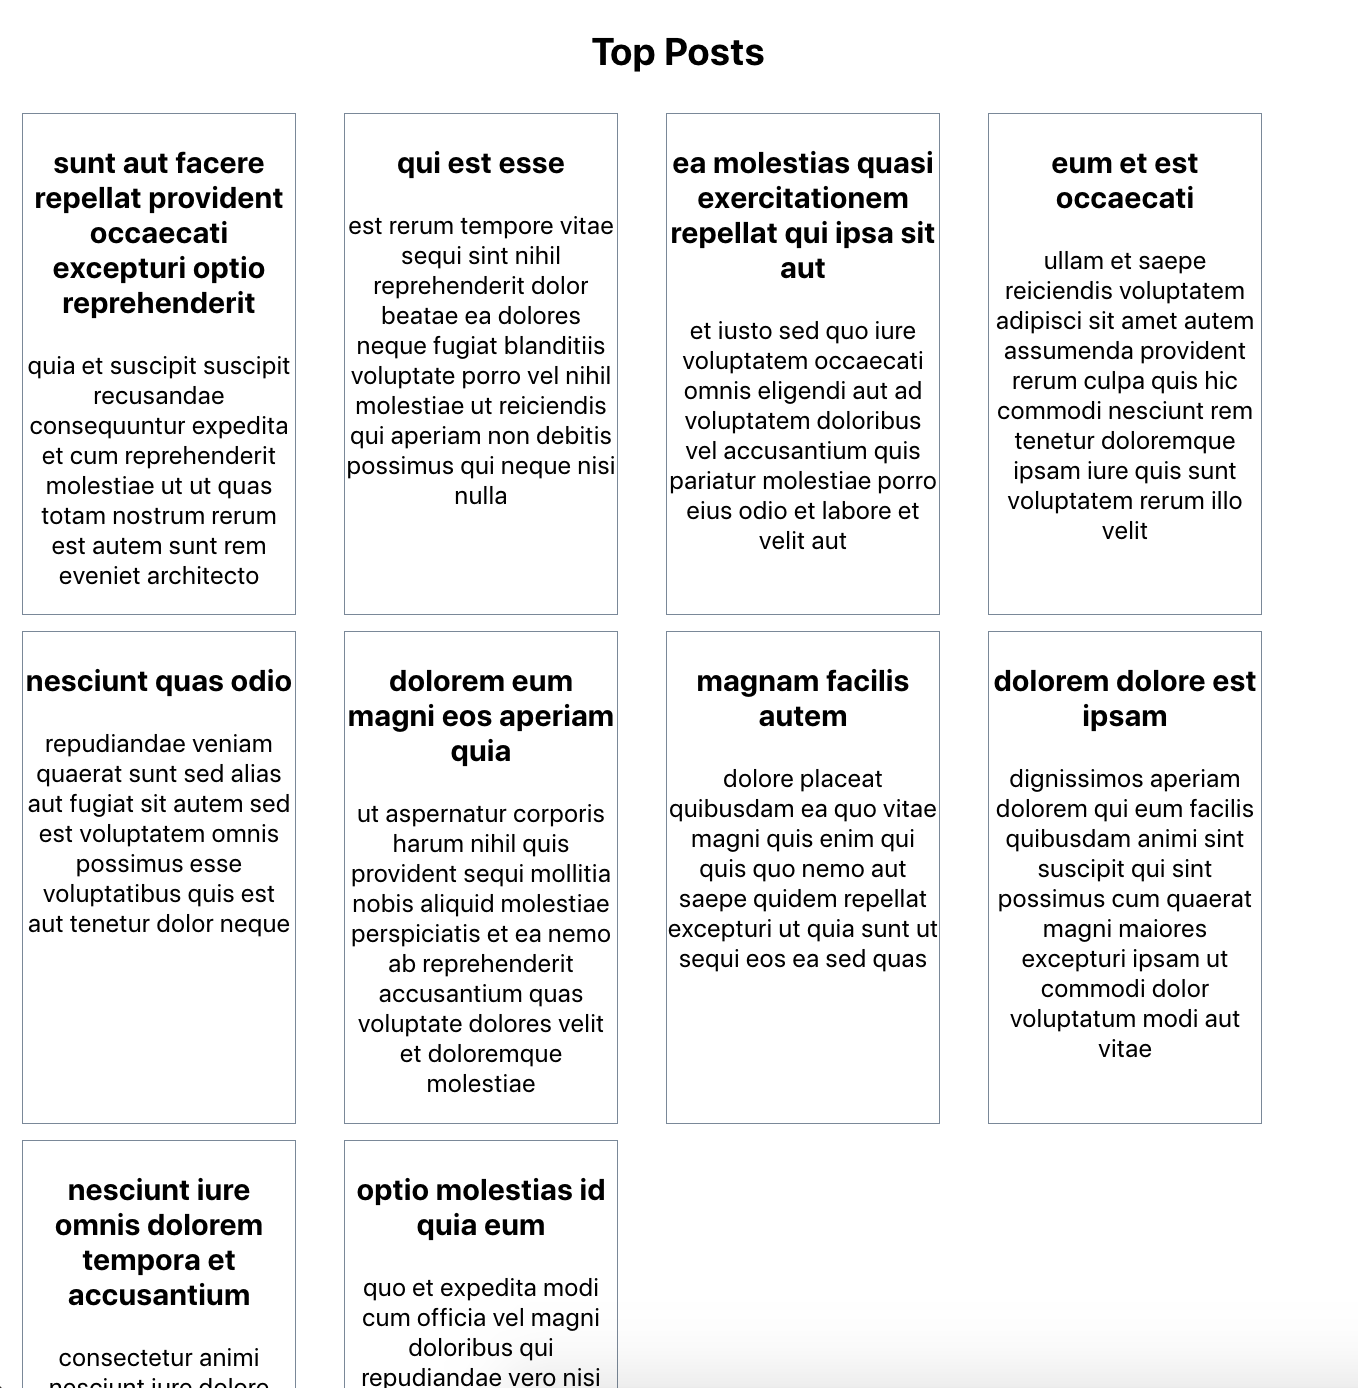 Top Posts
sunt aut facere
repellat provident
occaecati
excepturi optio
reprehenderit
quia et suscipit suscipit
recusandae
consequuntur expedita
et cum reprehenderit
molestiae ut ut quas
totam nostrum rerum
est autem sunt rem
eveniet architecto
qui est esse
est rerum tempore vitae
sequi sint nihil
reprehenderit dolor
beatae ea dolores
neque fugiat blanditiis
voluptate porro vel nihil
molestiae ut reiciendis
qui aperiam non debitis
possimus qui neque nisi
nulla
ea molestias quasi
exercitationem
repellat qui ipsa sit
aut
et iusto sed quo iure
voluptatem occaecati
omnis eligendi aut ad
voluptatem doloribus
vel accusantium quis
pariatur molestiae porro
eius odio et labore et
velit aut
eum et est
occaecati
ullam et saepe
reiciendis voluptatem
adipisci sit amet autem
assumenda provident
rerum culpa quis hic
commodi nesciunt rem
tenetur doloremque
ipsam iure quis sunt
voluptatem rerum illo
velit
nesciunt quas odio
repudiandae veniam
quaerat sunt sed alias
aut fugiat sit autem sed
est voluptatem omnis
possimus esse
voluptatibus quis est
aut tenetur dolor neque
dolorem eum
magni eos aperiam
quia
ut aspernatur corporis
harum nihil quis
provident sequi mollitia
nobis aliquid molestiae
perspiciatis et ea nemo
ab reprehenderit
accusantium quas
voluptate dolores velit
et doloremque
molestiae
magnam facilis
autem
dolore placeat
quibusdam ea quo vitae
magni quis enim qui
quis quo nemo aut
saepe quidem repellat
excepturi ut quia sunt ut
sequi eos ea sed quas
dolorem dolore est
ipsam
dignissimos aperiam
dolorem qui eum facilis
quibusdam animi sint
suscipit qui sint
possimus cum quaerat
magni maiores
excepturi ipsam ut
commodi dolor
voluptatum modi aut
vitae
nesciunt iure
omnis dolorem
tempora et
accusantium
consectetur animi
nesciunt iure dolore
optio molestias id
quia eum
quo et expedita modi
cum officia vel magni
doloribus qui
repudiandae vero nisi